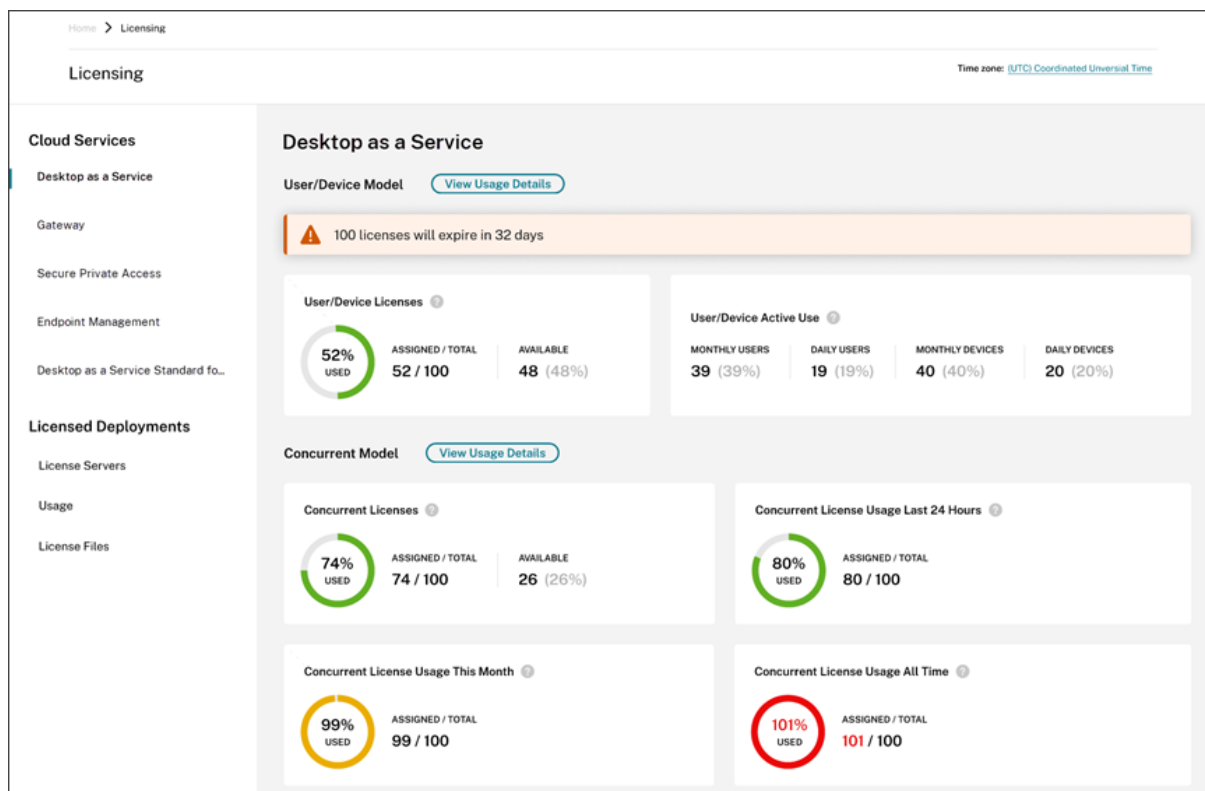 Home > Licensing
Licensing
Time zone: (UTC) Coordinated Unversial Time
Cloud Services
Desktop as a Service
Gateway
Secure Private Access
Endpoint Management
Desktop as a Service Standard fo...
Licensed Deployments
License Servers
Usage
License Files
Desktop as a Service
User/Device Model View Usage Details
100 licenses will expire in 32 days
User/Device Licenses ?
52%
USED
ASSIGNED / TOTAL AVAILABLE
52 / 100 48 (48%)
User/Device Active Use ?
MONTHLY USERS DAILY USERS MONTHLY DEVICES DAILY DEVICES
39 (39%) 19 (19%) 40 (40%) 20 (20%)
Concurrent Model View Usage Details
Concurrent Licenses ?
74%
USED
ASSIGNED / TOTAL AVAILABLE
74 / 100 26 (26%)
Concurrent License Usage Last 24 Hours ?
80%
USED
ASSIGNED / TOTAL
80 / 100
Concurrent License Usage This Month ?
99%
USED
ASSIGNED / TOTAL
99 / 100
Concurrent License Usage All Time ?
101%
USED
ASSIGNED / TOTAL
101 / 100